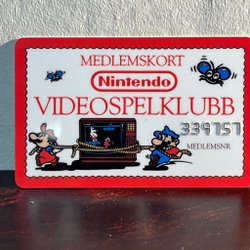 MEDLEMSKORT
Nintendo
VIDEOSPELKLUBB
339757
MEDLEMSNR